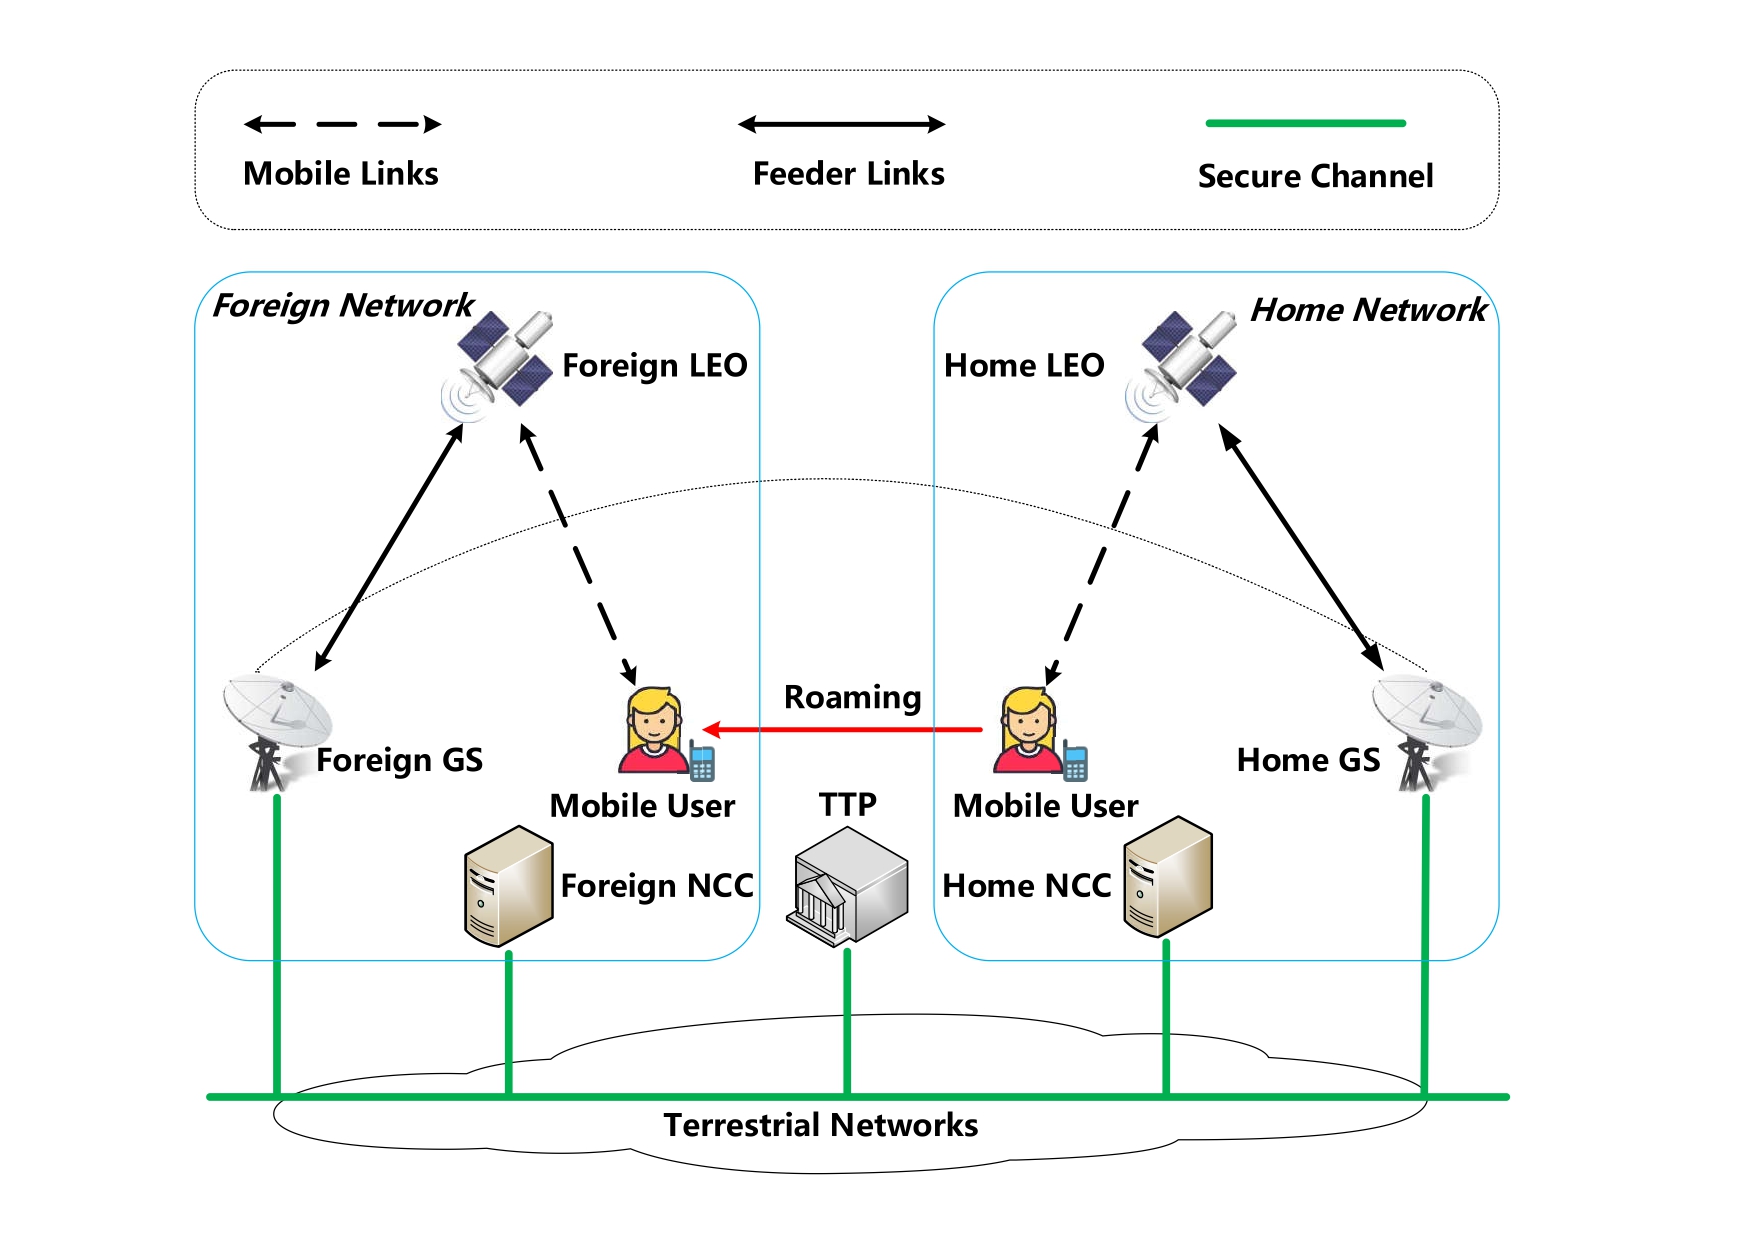 Mobile Links
Feeder Links
Secure Channel
Foreign Network
Home Network
Foreign LEO
Home LEO
Roaming
Foreign GS
Home GS
Mobile User
TTP
Mobile User
Foreign NCC
Home NCC
Terrestrial Networks